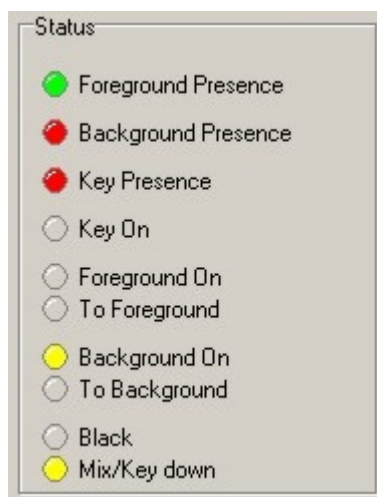 Status
Foreground Presence
Background Presence
Key Presence
Key On
Foreground On
To Foreground
Background On
To Background
Black
Mix/Key down